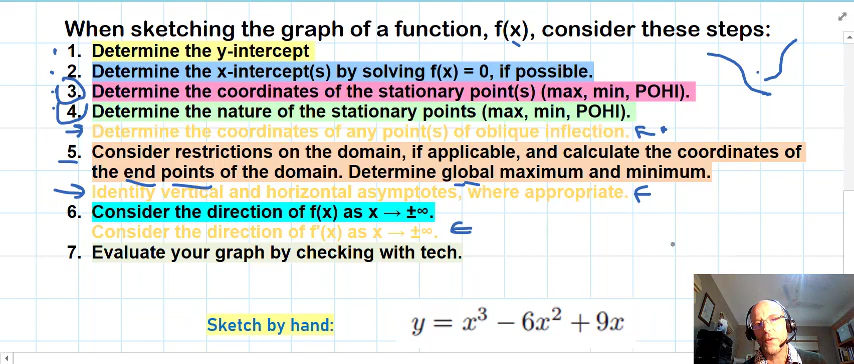 When sketching the graph of a function, f(x), consider these steps:
1. Determine the y-intercept
2. Determine the x-intercept(s) by solving f(x) = 0, if possible.
3. Determine the coordinates of the stationary point(s) (max, min, POHI).
4. Determine the nature of the stationary points (max, min, POHI).
Determine the coordinates of any point(s) of oblique inflection.
5. Consider restrictions on the domain, if applicable, and calculate the coordinates of
the end points of the domain. Determine global maximum and minimum.
Identify vertical and horizontal asymptotes, where appropriate.
6. Consider the direction of f(x) as x → ±∞.
Consider the direction of f'(x) as x → ±∞.
7. Evaluate your graph by checking with tech.
Sketch by hand: y = x³ − 6x² + 9x